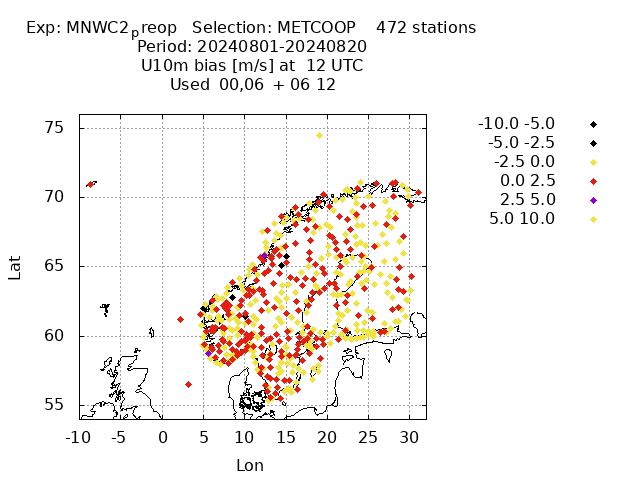 Exp: MNWC2preop Selection: METCOOP 472 stations
Period: 20240801-20240820
U10m bias [m/s] at 12 UTC
Used 00,06 + 06 12
-10.0 -5.0
-5.0 -2.5
-2.5 0.0
0.0 2.5
2.5 5.0
5.0 10.0
75
70
65
60
55
Lat
-10 -5 0 5 10 15 20 25 30
Lon